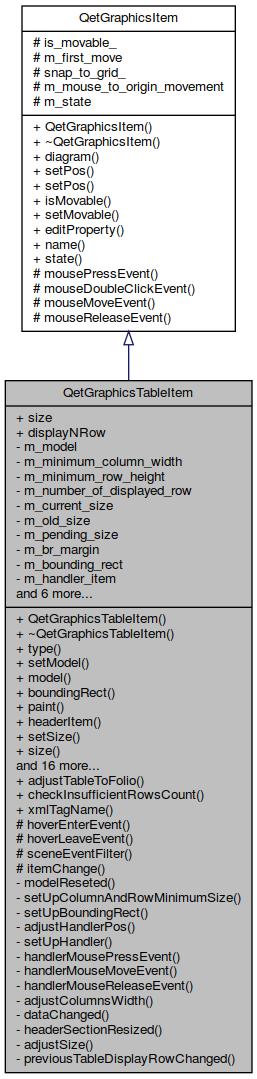 QetGraphicsItem
# is_movable_
# m_first_move
# snap_to_grid_
# m_mouse_to_origin_movement
# m_state
+ QetGraphicsItem()
+ ~QetGraphicsItem()
+ diagram()
+ setPos()
+ setPos()
+ isMovable()
+ setMovable()
+ editProperty()
+ name()
+ state()
# mousePressEvent()
# mouseDoubleClickEvent()
# mouseMoveEvent()
# mouseReleaseEvent()
QetGraphicsTableItem
+ size
+ displayNRow
- m_model
- m_minimum_column_width
- m_minimum_row_height
- m_number_of_displayed_row
- m_current_size
- m_old_size
- m_pending_size
- m_br_margin
- m_bounding_rect
- m_handler_item
and 6 more...
+ QetGraphicsTableItem()
+ ~QetGraphicsTableItem()
+ type()
+ setModel()
+ model()
+ boundingRect()
+ paint()
+ headerItem()
+ setSize()
+ size()
and 16 more...
+ adjustTableToFolio()
+ checkInsufficientRowsCount()
+ xmlTagName()
# hoverEnterEvent()
# hoverLeaveEvent()
# sceneEventFilter()
# itemChange()
- modelReseted()
- setUpColumnAndRowMinimumSize()
- setUpBoundingRect()
- adjustHandlerPos()
- setUpHandler()
- handlerMousePressEvent()
- handlerMouseMoveEvent()
- handlerMouseReleaseEvent()
- adjustColumnsWidth()
- dataChanged()
- headerSectionResized()
- adjustSize()
- previousTableDisplayRowChanged()